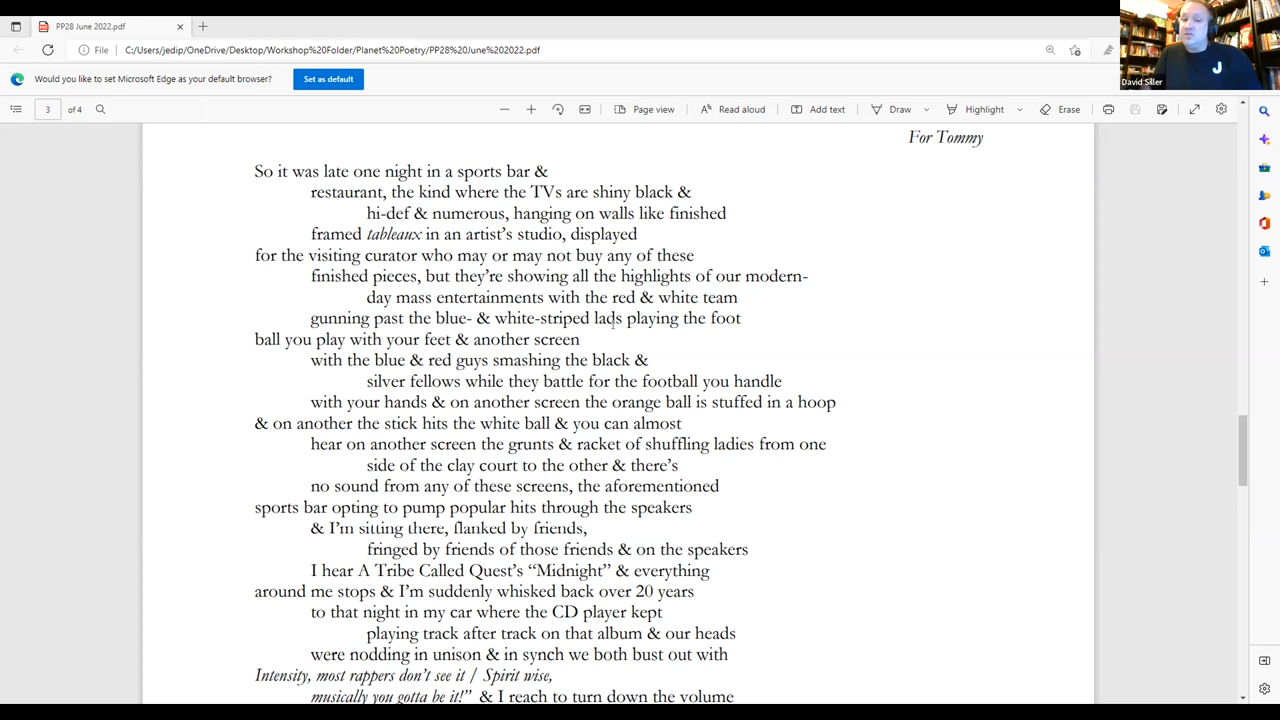 PP28 June 2022.pdf
File
C:/Users/jedip/OneDrive/Desktop/Workshop%20Folder/Planet%20Poetry/PP28%20June%202022.pdf
Would you like to set Microsoft Edge as your default browser?
Set as default
David Siller
3 of 4
Page view
Read aloud
Add text
Draw
Highlight
Erase
For Tommy
So it was late one night in a sports bar &
restaurant, the kind where the TVs are shiny black &
hi-def & numerous, hanging on walls like finished
framed tableaux in an artist's studio, displayed
for the visiting curator who may or may not buy any of these
finished pieces, but they're showing all the highlights of our modern-
day mass entertainments with the red & white team
gunning past the blue- & white-striped lads playing the foot
ball you play with your feet & another screen
with the blue & red guys smashing the black &
silver fellows while they battle for the football you handle
with your hands & on another screen the orange ball is stuffed in a hoop
& on another the stick hits the white ball & you can almost
hear on another screen the grunts & racket of shuffling ladies from one
side of the clay court to the other & there's
no sound from any of these screens, the aforementioned
sports bar opting to pump popular hits through the speakers
& I'm sitting there, flanked by friends,
fringed by friends of those friends & on the speakers
I hear A Tribe Called Quest's “Midnight” & everything
around me stops & I'm suddenly whisked back over 20 years
to that night in my car where the CD player kept
playing track after track on that album & our heads
were nodding in unison & in synch we both bust out with
Intensity, most rappers don't see it / Spirit wise,
musically you gotta be it!” & I reach to turn down the volume